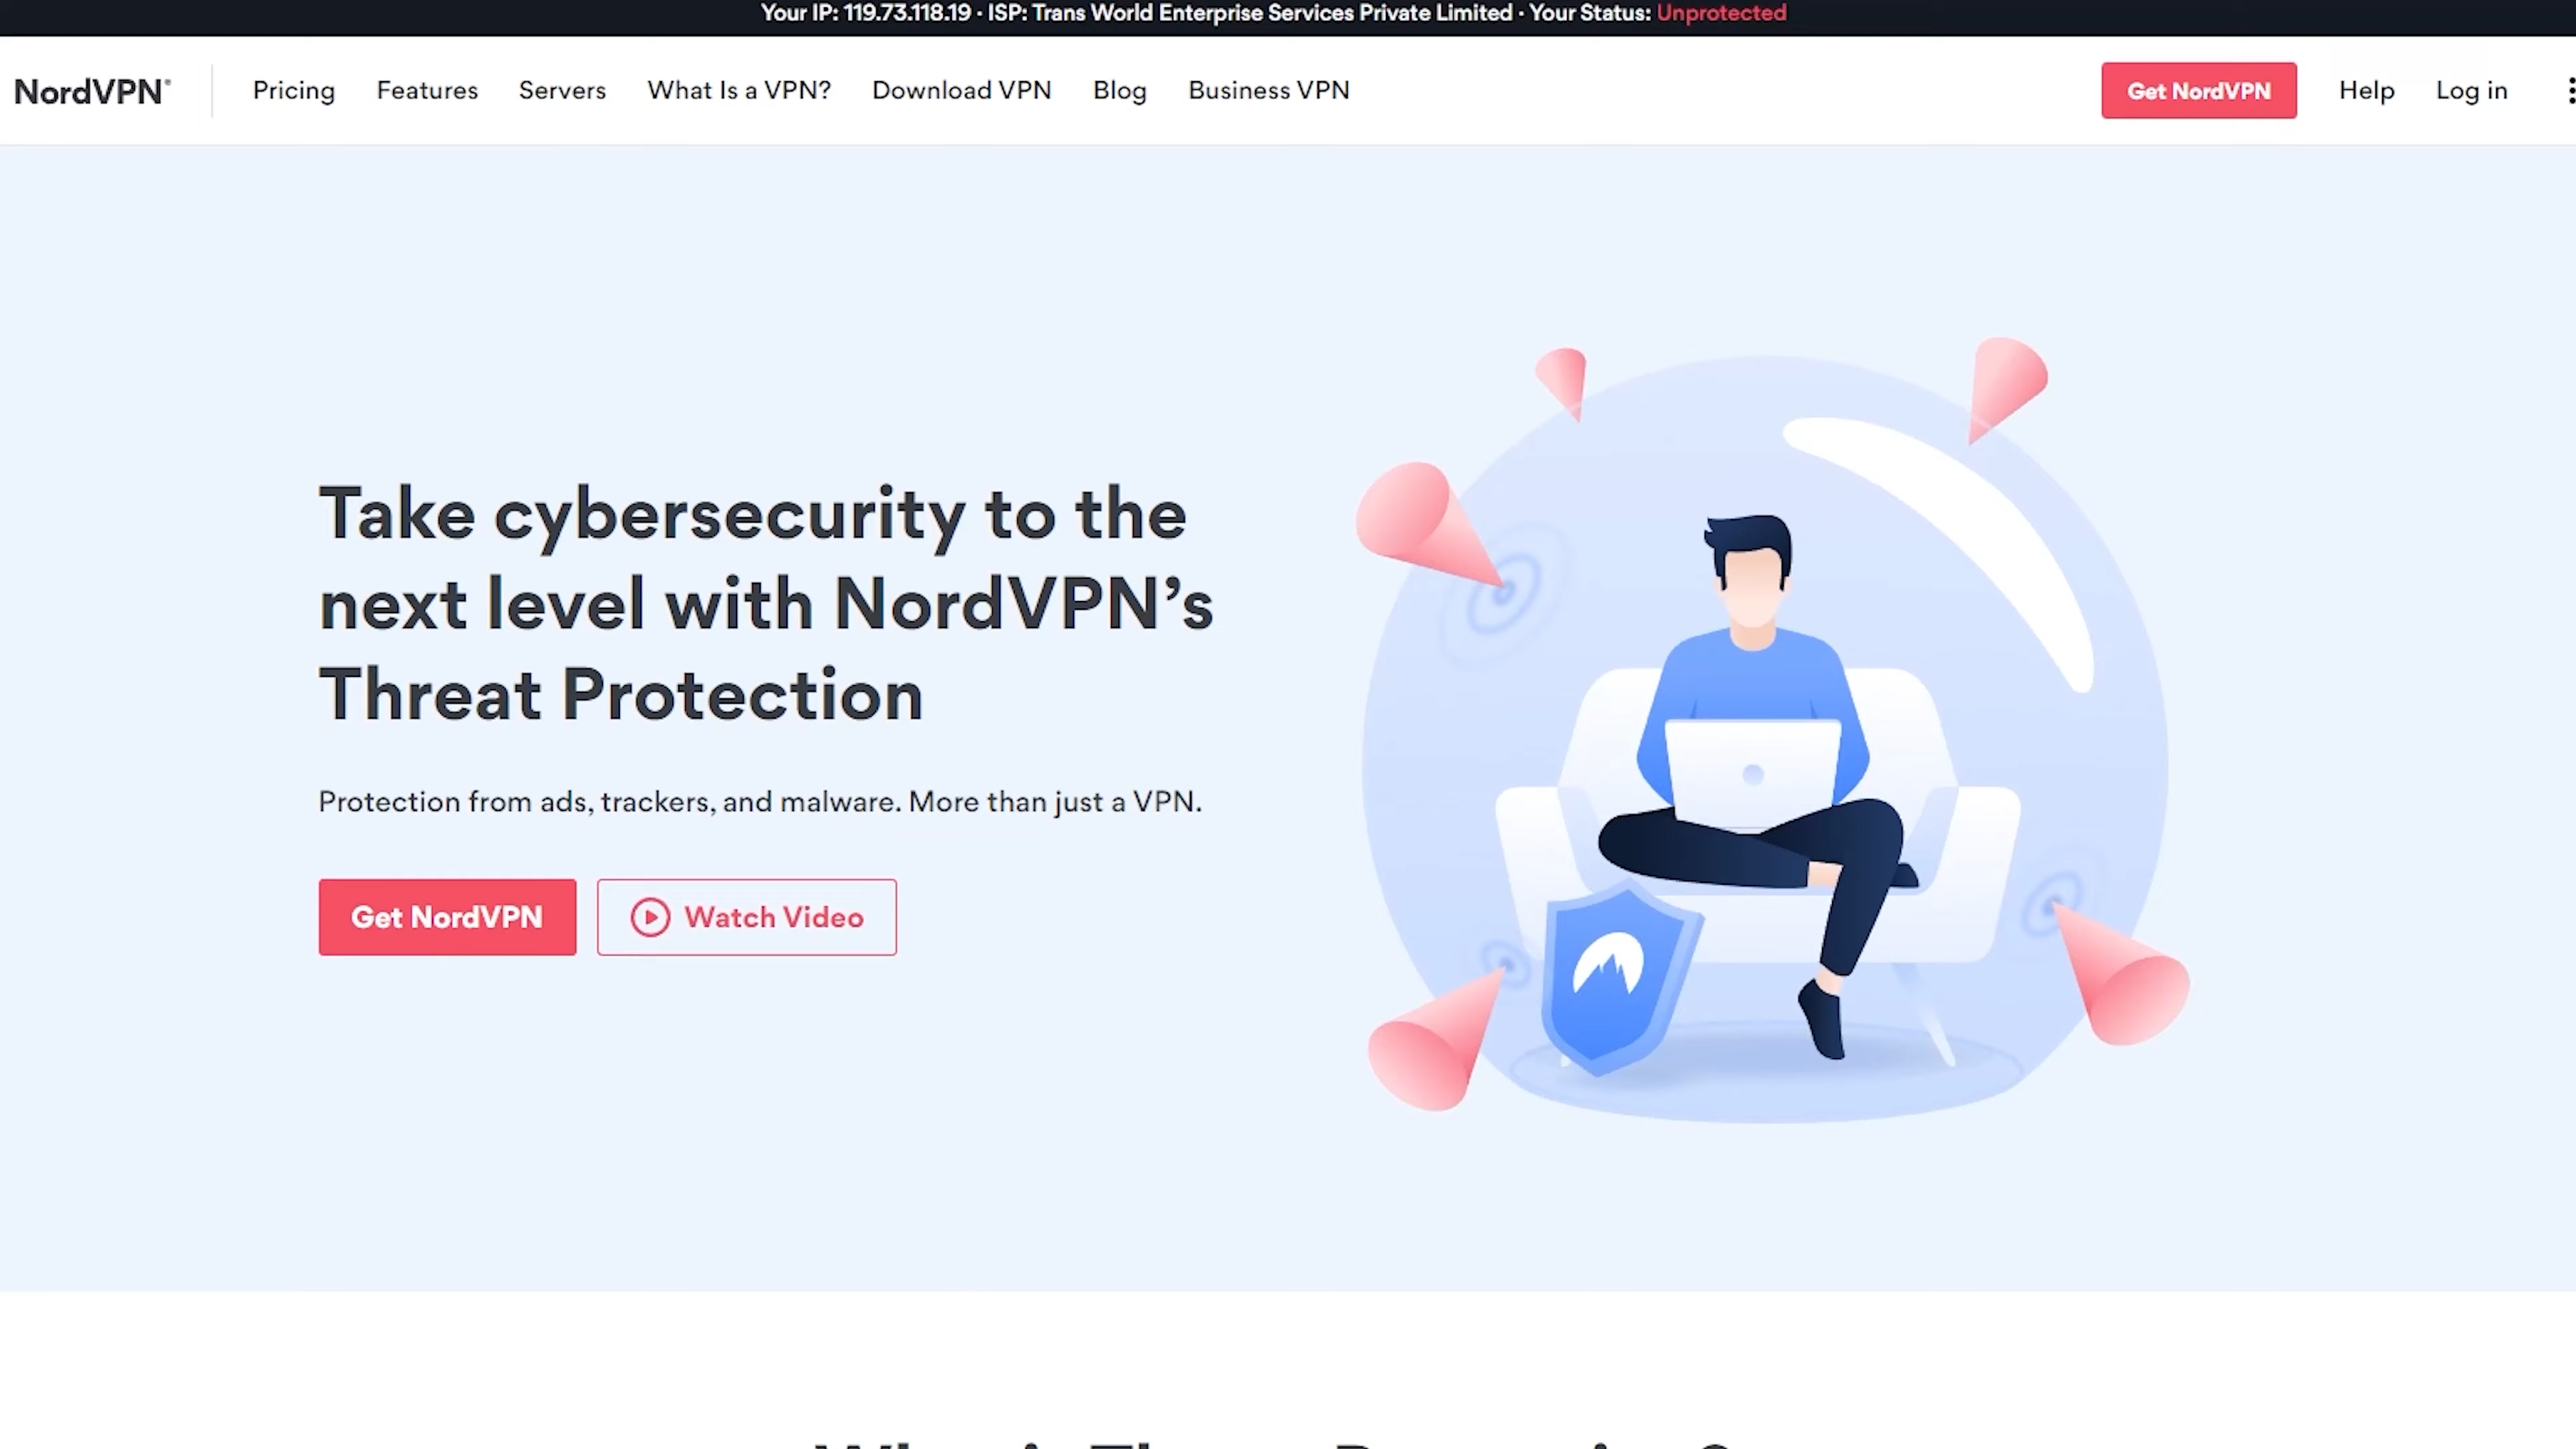 Your IP: 119.73.118.19 · ISP: Trans World Enterprise Services Private Limited · Your Status: Unprotected
NordVPN®
Pricing
Features
Servers
What Is a VPN?
Download VPN
Blog
Business VPN
Get NordVPN
Help
Log in
Take cybersecurity to the
next level with NordVPN’s
Threat Protection
Protection from ads, trackers, and malware. More than just a VPN.
Get NordVPN
Watch Video